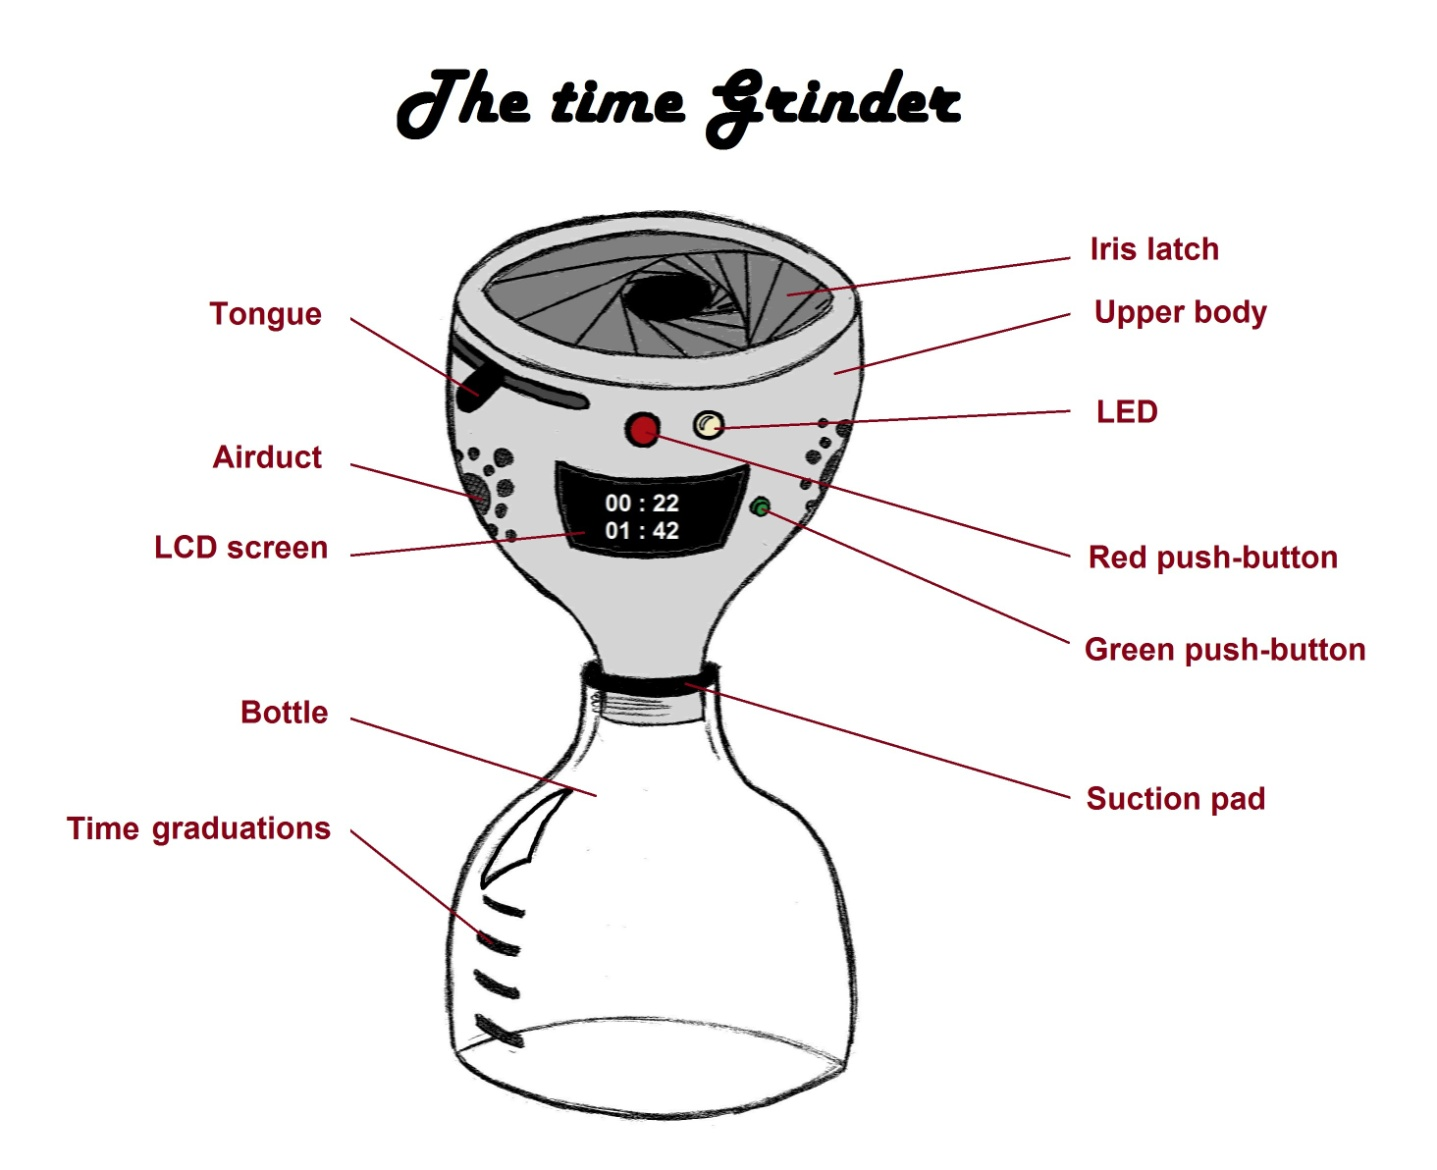 The time Grinder
Iris latch
Tongue
Upper body
LED
Airduct
00 : 22
01 : 42
LCD screen
Red push-button
Green push-button
Bottle
Suction pad
Time graduations